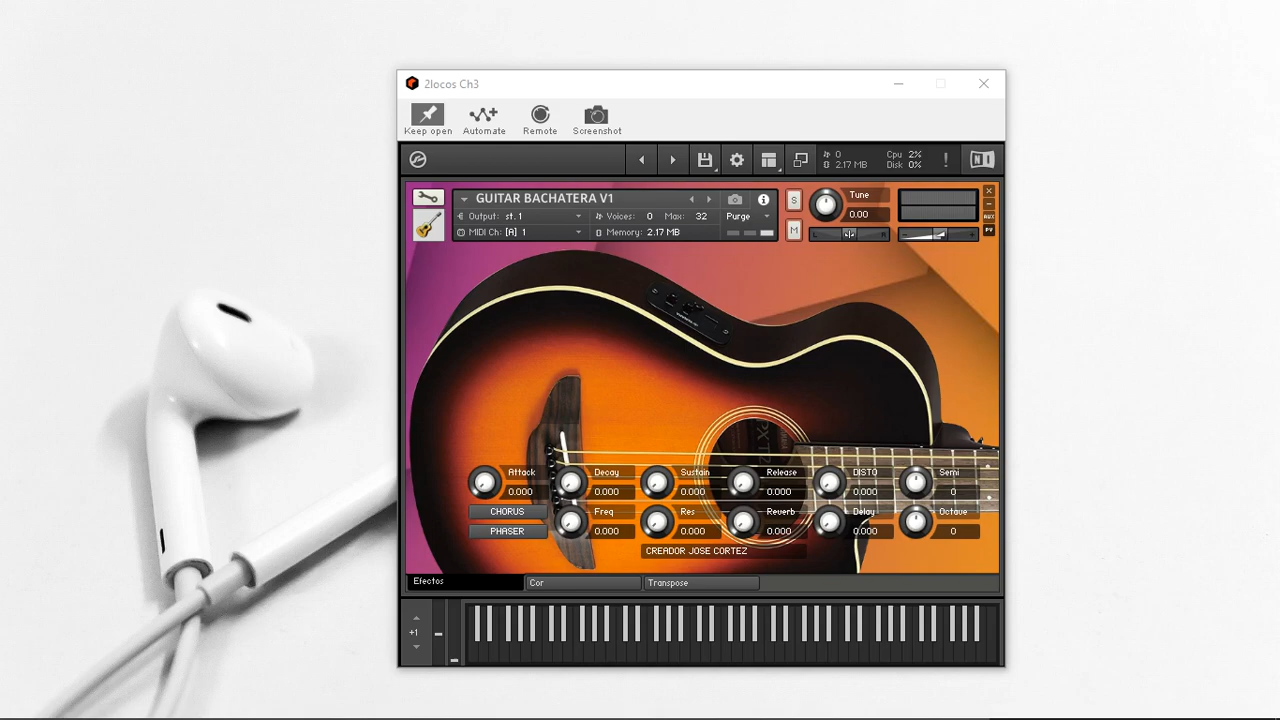 2locos Ch3
Keep open Automate Remote Screenshot
0 Cpu 2%
2.17 MB Disk 0% ! NI
GUITAR BACHATERA V1 S Tune
Output: st. 1 Voices: 0 Max: 32 Purge 0.00
MIDI Ch: [A] 1 Memory: 2.17 MB M L R
AUX
PV
Attack Decay Sustain Release DISTO Semi
0.000 0.000 0.000 0.000 0.000 0
CHORUS Freq Res Reverb Delay Octave
PHASER 0.000 0.000 0.000 0.000 0
CREADOR JOSE CORTEZ
Efectos Cor Transpose
+1